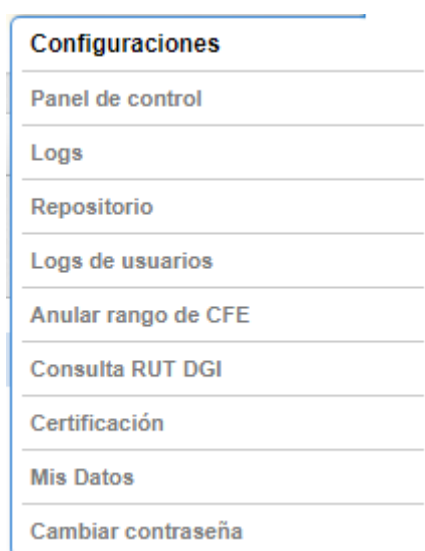 Configuraciones
Panel de control
Logs
Repositorio
Logs de usuarios
Anular rango de CFE
Consulta RUT DGI
Certificación
Mis Datos
Cambiar contraseña